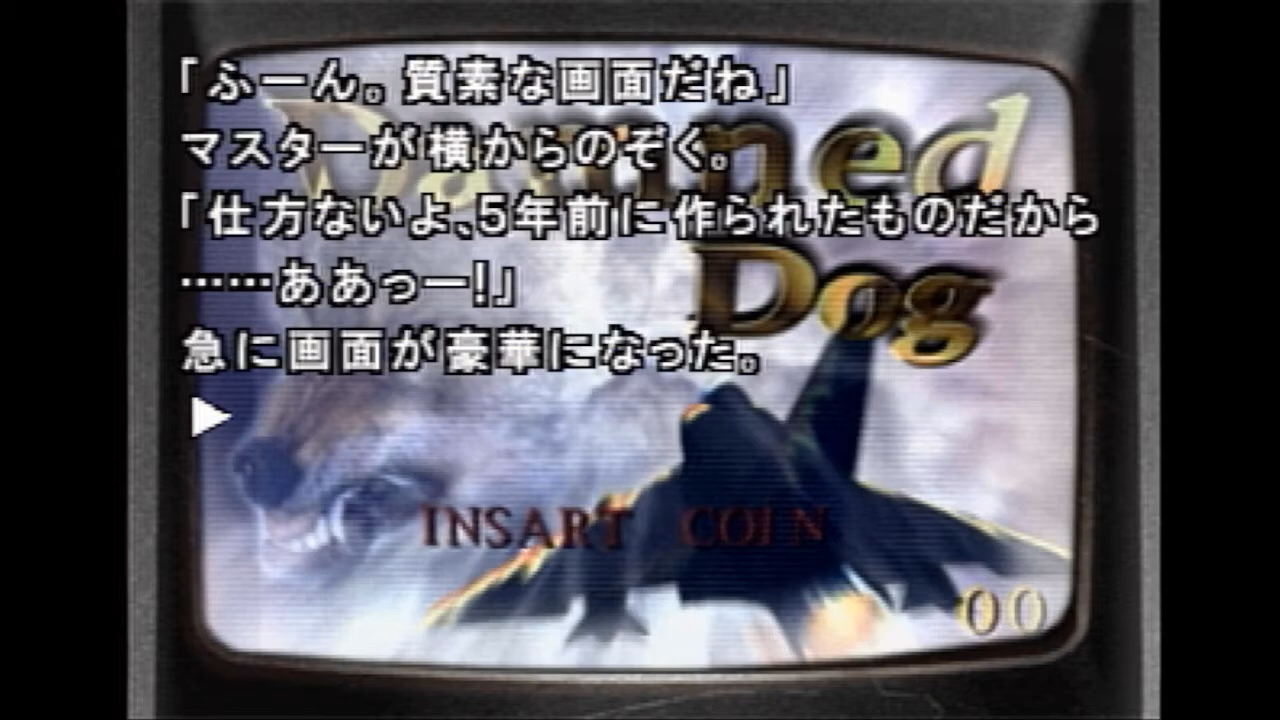 「ふーん。質素な画面だね」
マスターが横からのぞく。
「仕方ないよ、5年前に作られたものだから
……ああっー!」
急に画面が豪華になった。
Damned
Dog
INSART COIN
00